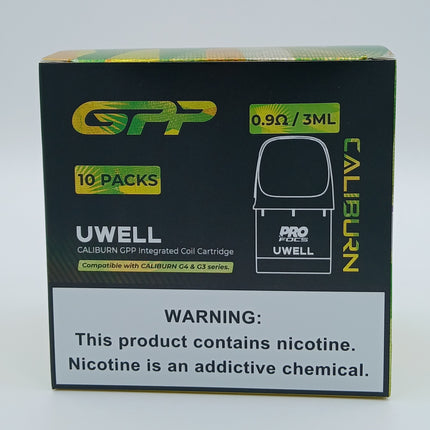 GPP
0.9Ω / 3ML
10 PACKS
CALIBURN
PRO
FOCS
UWELL
UWELL
CALIBURN GPP Integrated Coil Cartridge
Compatible with CALIBURN G4 & G3 series.
WARNING:
This product contains nicotine.
Nicotine is an addictive chemical.